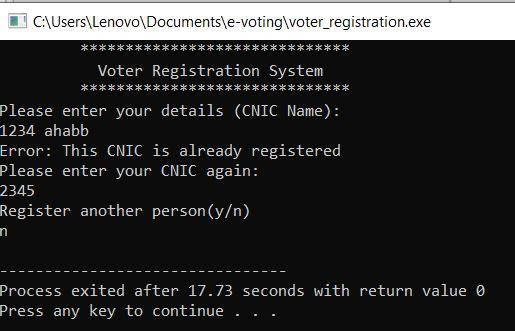 C:\Users\Lenovo\Documents\e-voting\voter_registration.exe
******************************
Voter Registration System
******************************
Please enter your details (CNIC Name):
1234 ahabb
Error: This CNIC is already registered
Please enter your CNIC again:
2345
Register another person(y/n)
n
--------------------------------
Process exited after 17.73 seconds with return value 0
Press any key to continue . . .